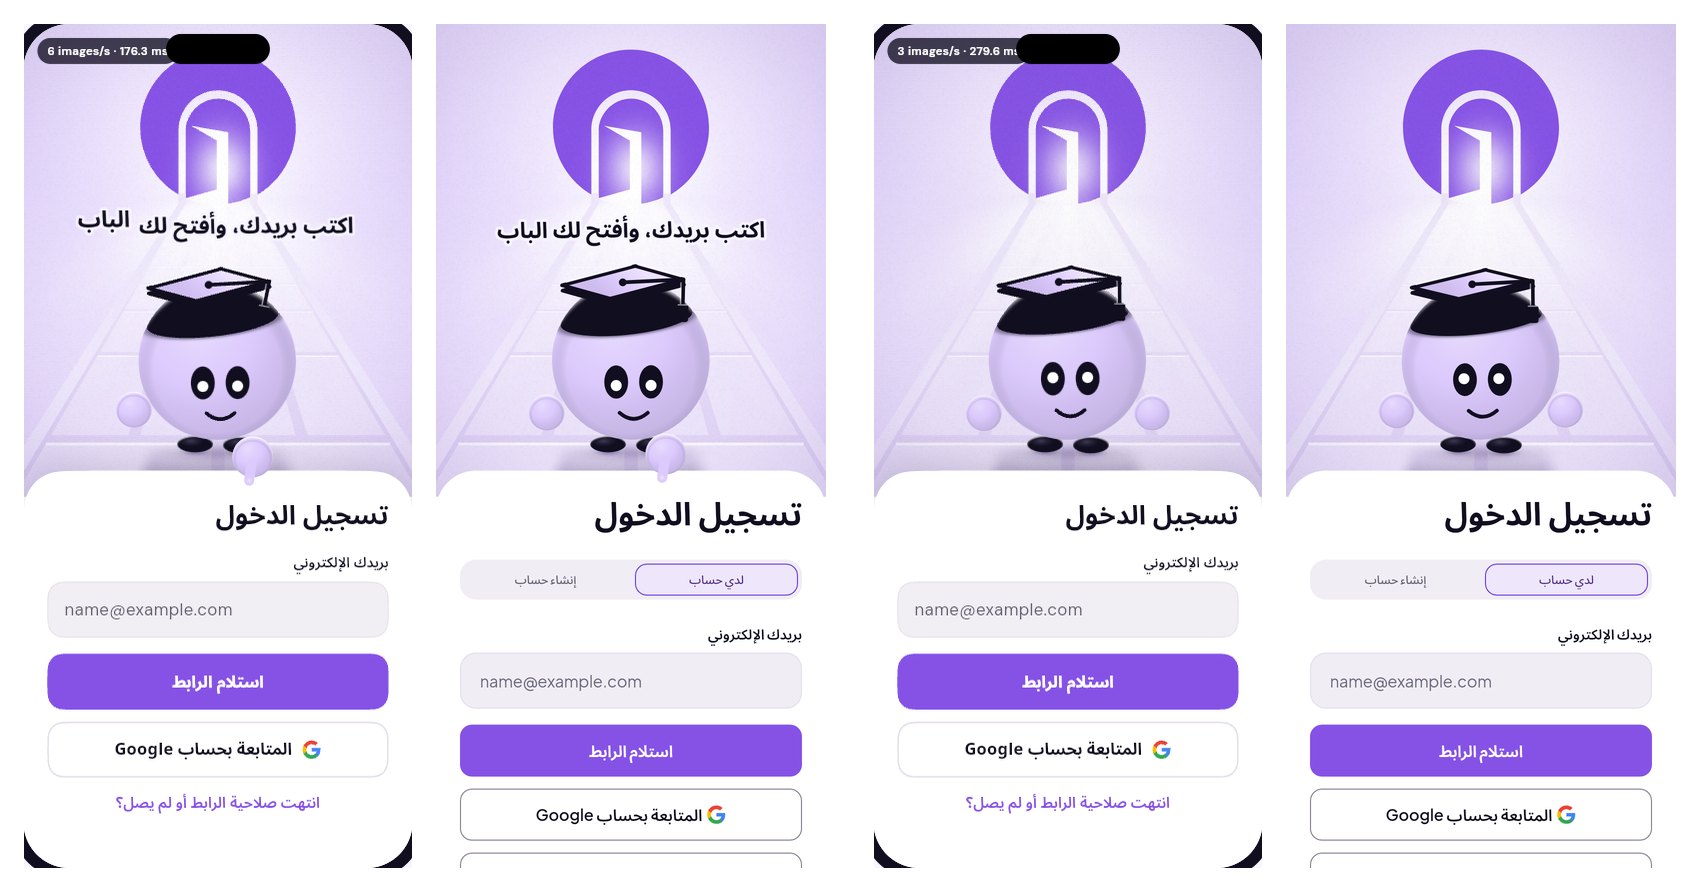 6 images/s · 176.3 ms
اكتب بريدك، وأفتح لك الباب
تسجيل الدخول
بريدك الإلكتروني
name@example.com
استلام الرابط
المتابعة بحساب Google
انتهت صلاحية الرابط أو لم يصل؟
اكتب بريدك، وأفتح لك الباب
تسجيل الدخول
لدي حساب
إنشاء حساب
بريدك الإلكتروني
name@example.com
استلام الرابط
المتابعة بحساب Google
3 images/s · 279.6 ms
تسجيل الدخول
بريدك الإلكتروني
name@example.com
استلام الرابط
المتابعة بحساب Google
انتهت صلاحية الرابط أو لم يصل؟
تسجيل الدخول
لدي حساب
إنشاء حساب
بريدك الإلكتروني
name@example.com
استلام الرابط
المتابعة بحساب Google